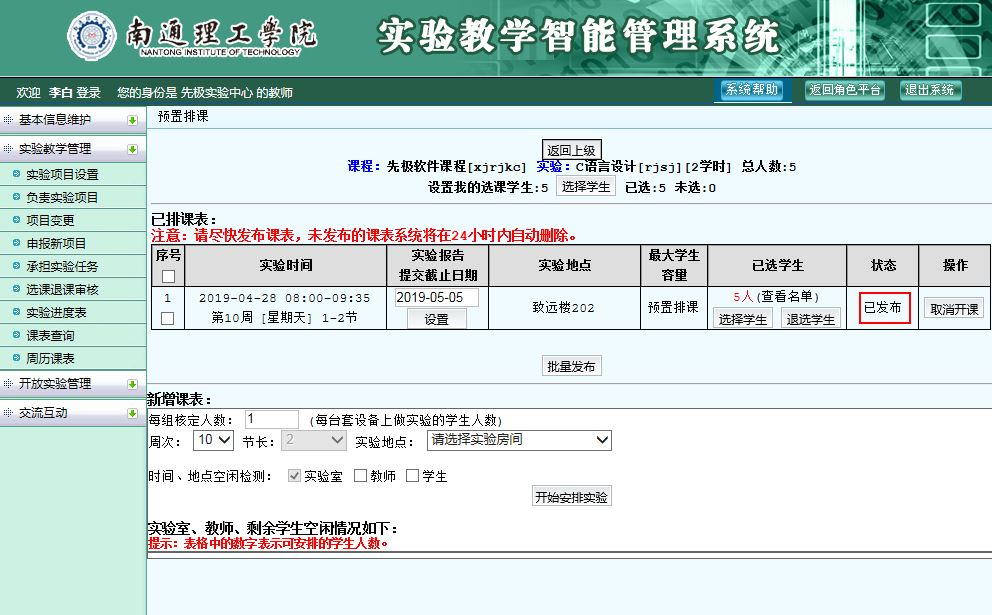 南通理工學院
NANTONG INSTITUTE OF TECHNOLOGY
实验教学智能管理系统
欢迎 李白 登录 您的身份是 先极实验中心 的教师
系统帮助 返回角色平台 退出系统
基本信息维护
实验教学管理
实验项目设置
负责实验项目
项目变更
申报新项目
承担实验任务
选课退课审核
实验进度表
课表查询
周历课表
开放实验管理
交流互动
预置排课
返回上级
课程：先极软件课程[xjrjkc] 实验：C语言设计[rjsj][2学时] 总人数:5
设置我的选课学生:5 选择学生 已选:5 未选:0
已排课表：
注意：请尽快发布课表，未发布的课表系统将在24小时内自动删除。
序号 实验时间 实验报告提交截止日期 实验地点 最大学生容量 已选学生 状态 操作
1 2019-04-28 08:00-09:35 2019-05-05 致远楼202 预置排课 5人(查看名单) 已发布 取消开课
第10周 [星期天] 1-2节 设置 选择学生 退选学生
批量发布
新增课表：
每组核定人数： 1 （每台套设备上做实验的学生人数）
周次： 10 节长： 2 实验地点： 请选择实验房间
时间、地点空闲检测： 实验室 教师 学生
开始安排实验
实验室、教师、剩余学生空闲情况如下：
提示：表格中的数字表示可安排的学生人数。